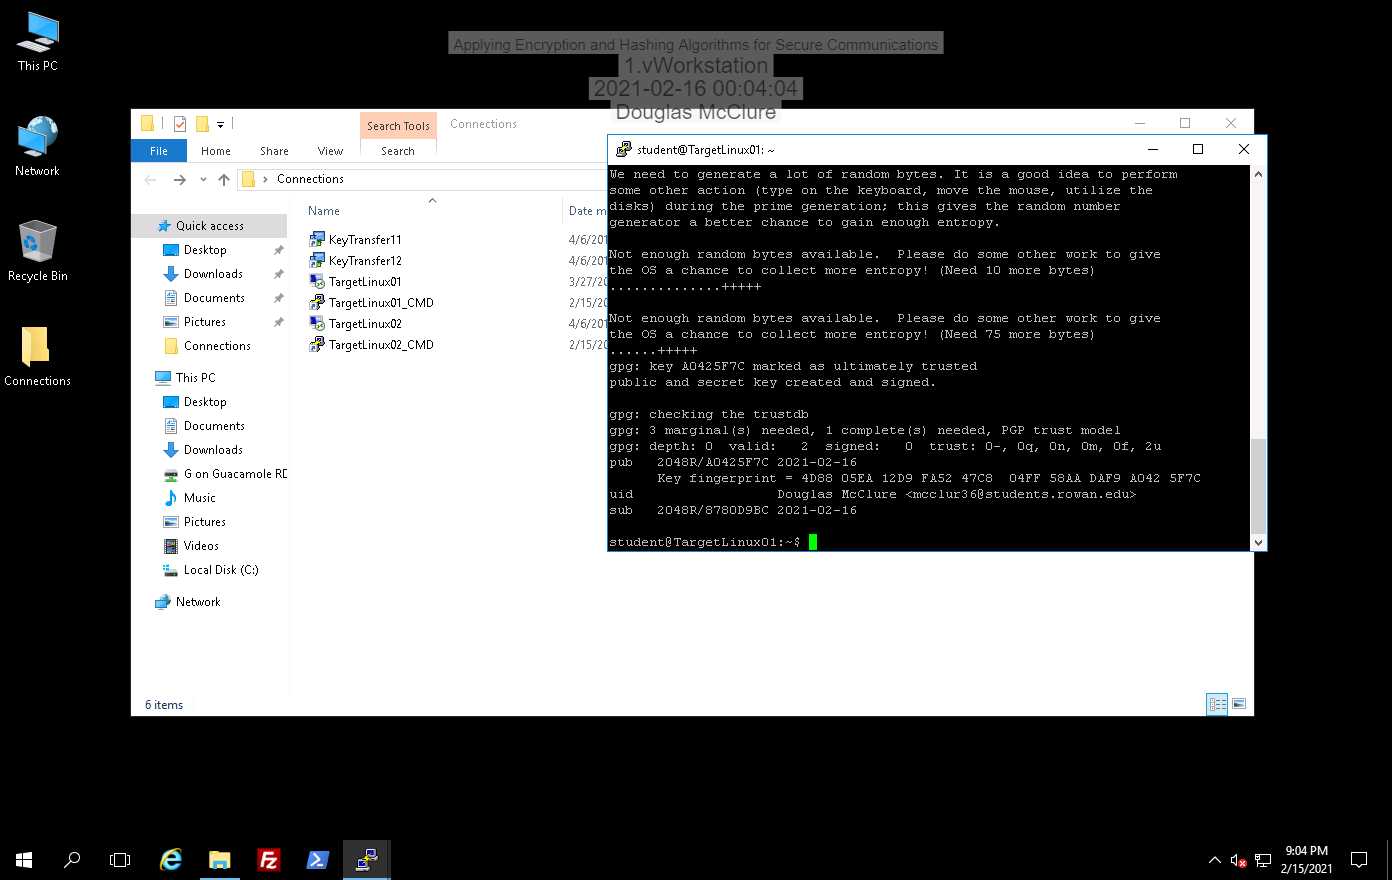 This PC
Network
Recycle Bin
Connections
Applying Encryption and Hashing Algorithms for Secure Communications
1.vWorkstation
2021-02-16 00:04:04
Douglas McClure
Search Tools
Connections
File
Home
Share
View
Search
Connections
Quick access
Desktop
Downloads
Documents
Pictures
Connections
This PC
Desktop
Documents
Downloads
G on Guacamole RD
Music
Pictures
Videos
Local Disk (C:)
Network
Name
Date m
KeyTransfer11
4/6/201
KeyTransfer12
4/6/201
TargetLinux01
3/27/20
TargetLinux01_CMD
2/15/20
TargetLinux02
4/6/201
TargetLinux02_CMD
2/15/20
6 items
student@TargetLinux01: ~
We need to generate a lot of random bytes. It is a good idea to perform
some other action (type on the keyboard, move the mouse, utilize the
disks) during the prime generation; this gives the random number
generator a better chance to gain enough entropy.
Not enough random bytes available.  Please do some other work to give
the OS a chance to collect more entropy! (Need 10 more bytes)
..............+++++
Not enough random bytes available.  Please do some other work to give
the OS a chance to collect more entropy! (Need 75 more bytes)
......+++++
gpg: key A0425F7C marked as ultimately trusted
public and secret key created and signed.
gpg: checking the trustdb
gpg: 3 marginal(s) needed, 1 complete(s) needed, PGP trust model
gpg: depth: 0  valid:   2  signed:   0  trust: 0-, 0q, 0n, 0m, 0f, 2u
pub   2048R/A0425F7C 2021-02-16
      Key fingerprint = 4D88 05EA 12D9 FA52 47C8  04FF 58AA DAF9 A042 5F7C
uid                  Douglas McClure <mcclur36@students.rowan.edu>
sub   2048R/8780D9BC 2021-02-16
student@TargetLinux01:~$
9:04 PM
2/15/2021